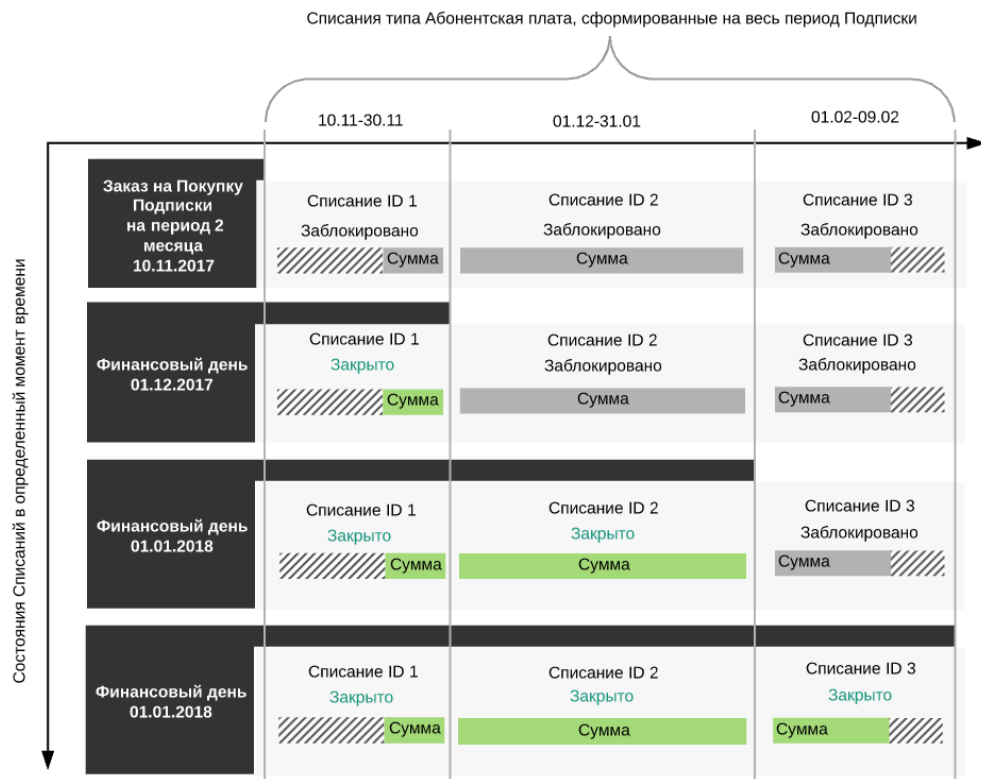 Списания типа Абонентская плата, сформированные на весь период Подписки
10.11-30.11
01.12-31.01
01.02-09.02
Состояния Списаний в определенный момент времени
Заказ на Покупку
Подписки
на период 2
месяца
10.11.2017
Списание ID 1
Заблокировано
Сумма
Списание ID 2
Заблокировано
Сумма
Списание ID 3
Заблокировано
Сумма
Финансовый день
01.12.2017
Списание ID 1
Закрыто
Сумма
Списание ID 2
Заблокировано
Сумма
Списание ID 3
Заблокировано
Сумма
Финансовый день
01.01.2018
Списание ID 1
Закрыто
Сумма
Списание ID 2
Закрыто
Сумма
Списание ID 3
Заблокировано
Сумма
Финансовый день
01.01.2018
Списание ID 1
Закрыто
Сумма
Списание ID 2
Закрыто
Сумма
Списание ID 3
Закрыто
Сумма